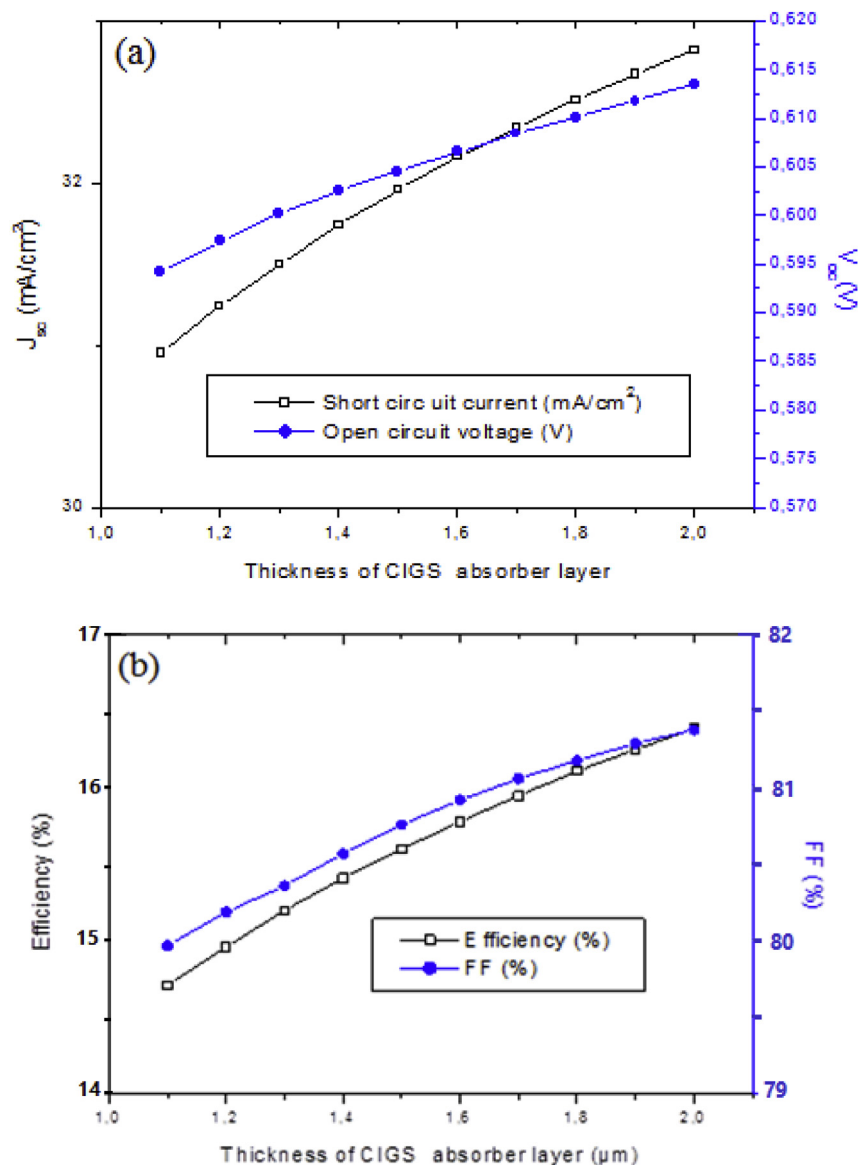 (a)
0,620
0,615
0,610
0,605
0,600
0,595
0,590
0,585
0,580
0,575
0,570
32
30
J_sc (mA/cm²)
V_oc (V)
Short circ uit current (mA/cm²)
Open circuit voltage (V)
1,0 1,2 1,4 1,6 1,8 2,0
Thickness of CIGS absorber layer
(b)
17
16
15
14
82
81
80
79
Efficiency (%)
FF (%)
E fficiency (%)
FF (%)
1,0 1,2 1,4 1,6 1,8 2,0
Thickness of CIGS absorber layer (µm)